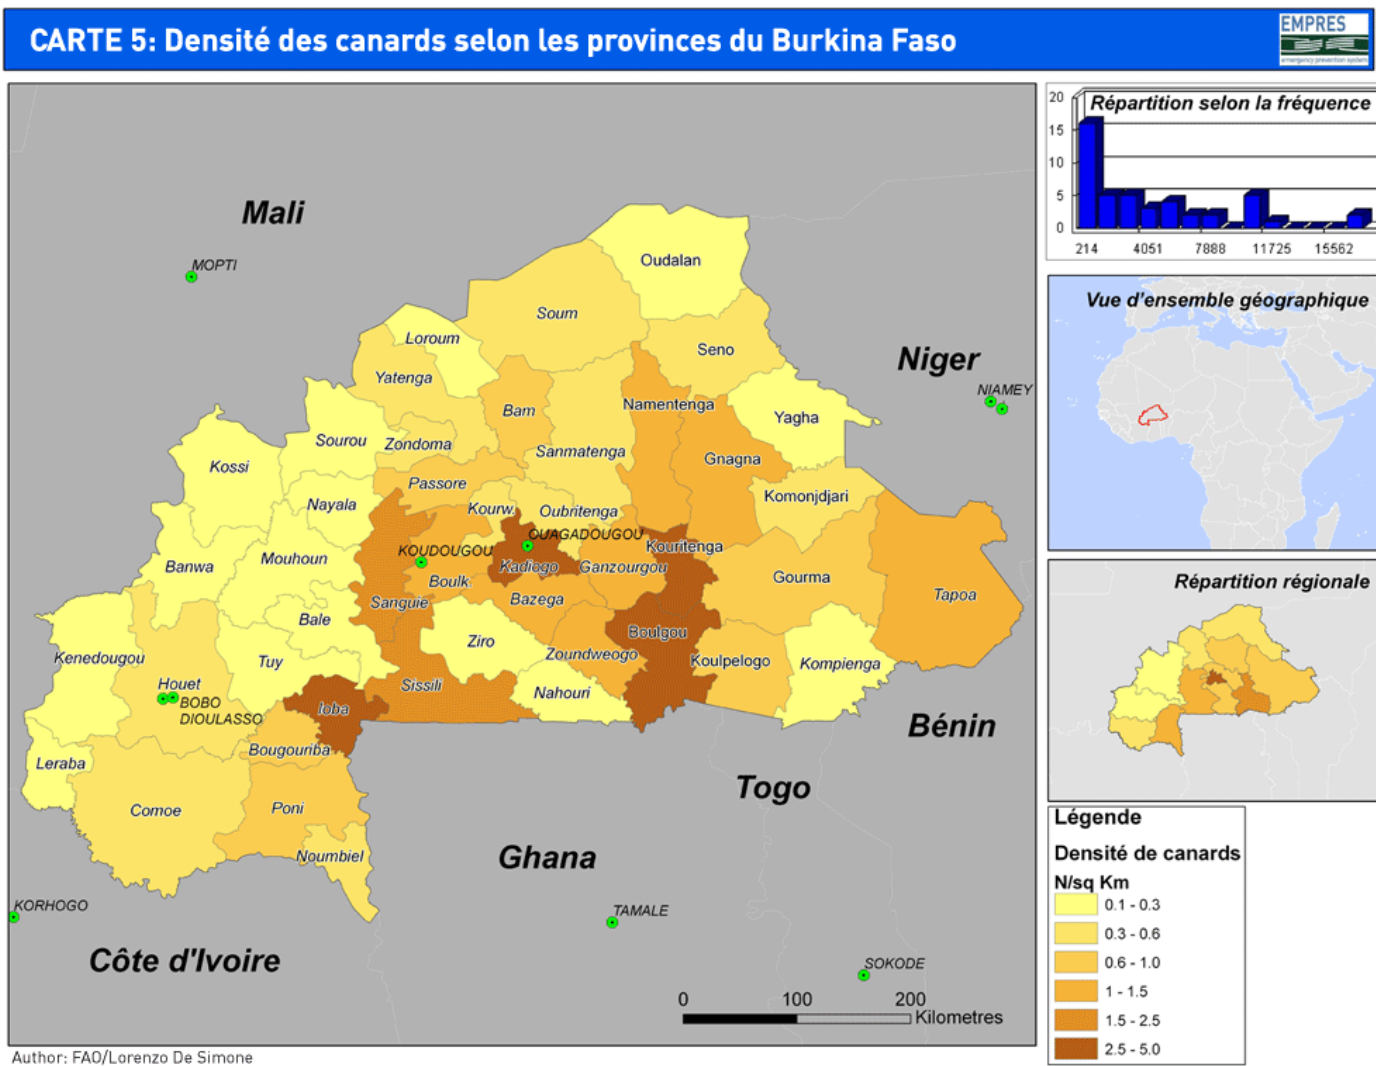 CARTE 5: Densité des canards selon les provinces du Burkina Faso
EMPRES
emergency prevention system
Mali
MOPTI
Niger
NIAMEY
Oudalan
Soum
Loroum
Seno
Yatenga
Bam
Namentenga
Yagha
Sourou
Zondoma
Sanmatenga
Kossi
Gnagna
Passore
Komonjdjari
Nayala
Kourw.
Oubritenga
OUAGADOUGOU
KOUDOUGOU
Kouritenga
Mouhoun
Banwa
Kadiogo
Ganzourgou
Boulk.
Gourma
Sanguie
Bazega
Tapoa
Bale
Boulgou
Ziro
Kenedougou
Tuy
Zoundweogo
Koulpelogo
Kompienga
Houet
Sissili
Nahouri
BOBO
DIOULASSO
Ioba
Bougouriba
Leraba
Comoe
Poni
Noumbiel
Bénin
Togo
Ghana
KORHOGO
TAMALE
Côte d'Ivoire
SOKODE
0 100 200
Kilometres
Author: FAO/Lorenzo De Simone
Répartition selon la fréquence
20
15
10
5
0
214 4051 7888 11725 15562
Vue d'ensemble géographique
Répartition régionale
Légende
Densité de canards
N/sq Km
0.1 - 0.3
0.3 - 0.6
0.6 - 1.0
1 - 1.5
1.5 - 2.5
2.5 - 5.0